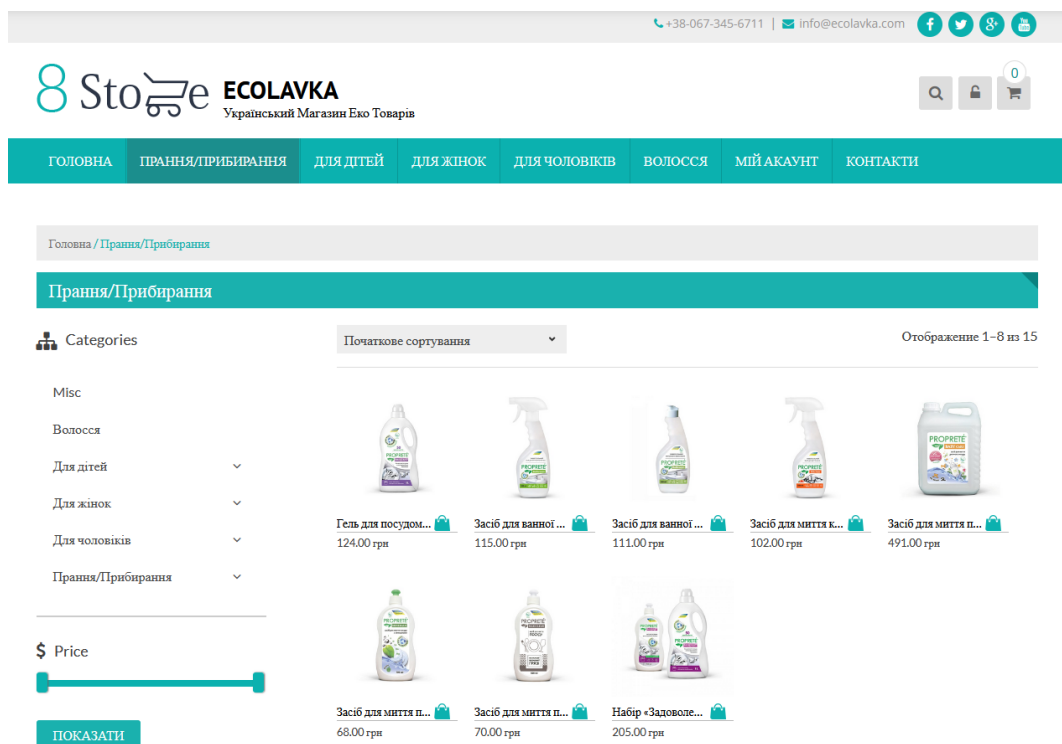 +38-067-345-6711 | info@ecolavka.com
8 Store
ECOLAVKA
Український Магазин Еко Товарів
0
ГОЛОВНА ПРАННЯ/ПРИБИРАННЯ ДЛЯ ДІТЕЙ ДЛЯ ЖІНОК ДЛЯ ЧОЛОВІКІВ ВОЛОССЯ МІЙ АКАУНТ КОНТАКТИ
Головна / Прання/Прибирання
Прання/Прибирання
Categories
Misc
Волосся
Для дітей
Для жінок
Для чоловіків
Прання/Прибирання
$ Price
ПОКАЗАТИ
Початкове сортування
Отображение 1–8 из 15
PROPRETÉ
Гель для посудом... Засіб для ванної ... Засіб для ванної ... Засіб для миття к... Засіб для миття п...
124.00 грн 115.00 грн 111.00 грн 102.00 грн 491.00 грн
Засіб для миття п... Засіб для миття п... Набір «Задоволе...
68.00 грн 70.00 грн 205.00 грн